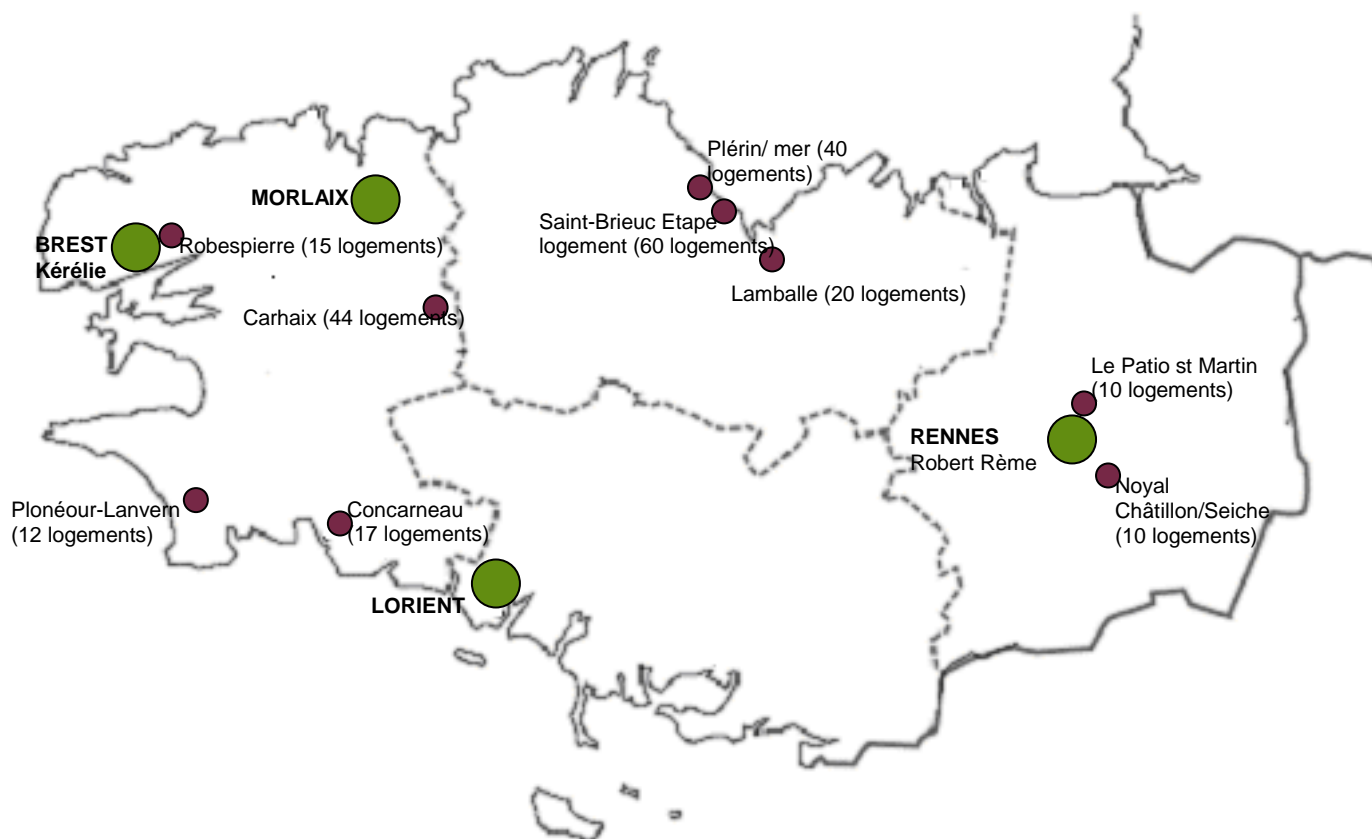 Plérin/ mer (40
logements)
MORLAIX
Saint-Brieuc Etape
logement (60 logements)
BREST
Kérélie
Robespierre (15 logements)
Lamballe (20 logements)
Carhaix (44 logements)
Le Patio st Martin
(10 logements)
RENNES
Robert Rème
Noyal
Châtillon/Seiche
(10 logements)
Plonéour-Lanvern
(12 logements)
Concarneau
(17 logements)
LORIENT